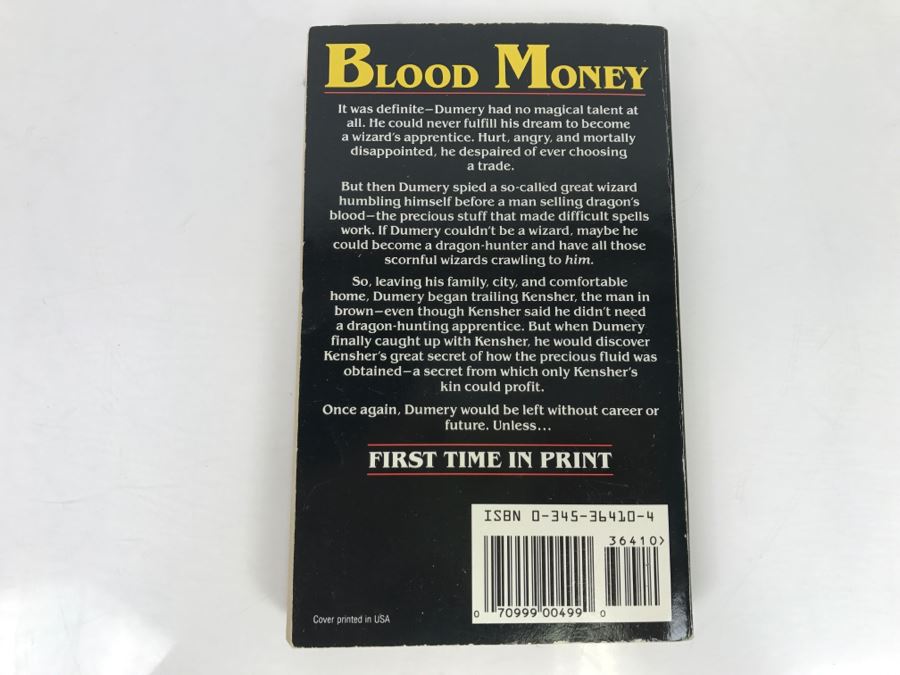 BLOOD MONEY
It was definite—Dumery had no magical talent at
all. He could never fulfill his dream to become
a wizard's apprentice. Hurt, angry, and mortally
disappointed, he despaired of ever choosing
a trade.
But then Dumery spied a so-called great wizard
humbling himself before a man selling dragon's
blood—the precious stuff that made difficult spells
work. If Dumery couldn't be a wizard, maybe he
could become a dragon-hunter and have all those
scornful wizards crawling to him.
So, leaving his family, city, and comfortable
home, Dumery began trailing Kensher, the man in
brown—even though Kensher said he didn't need
a dragon-hunting apprentice. But when Dumery
finally caught up with Kensher, he would discover
Kensher's great secret of how the precious fluid was
obtained—a secret from which only Kensher's
kin could profit.
Once again, Dumery would be left without career or
future. Unless...
FIRST TIME IN PRINT
ISBN 0-345-36410-4
36410>
0 70999 00499 0
Cover printed in USA